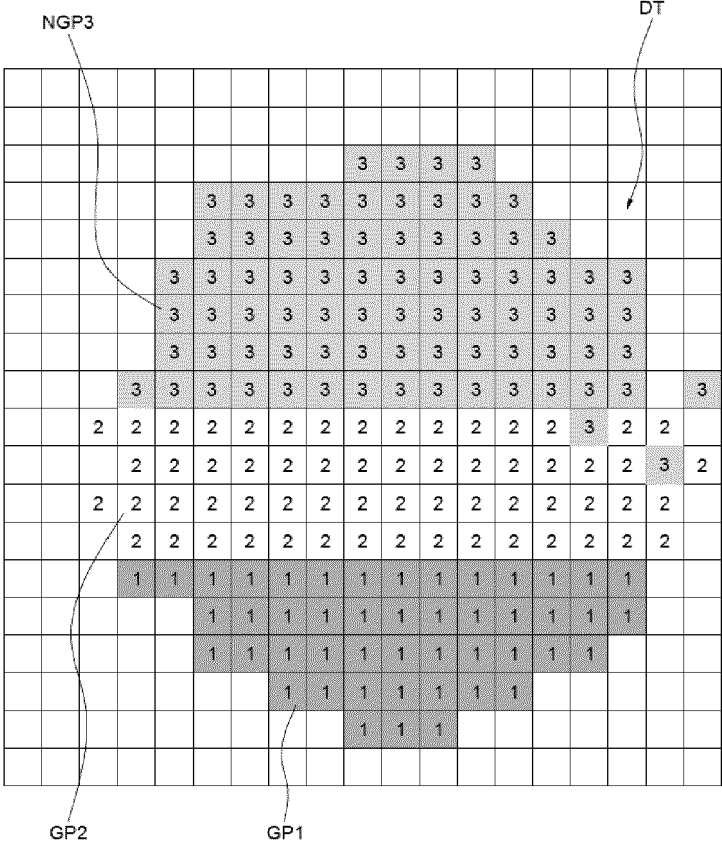 NGP3 DT
3 3 3 3
3 3 3 3 3 3 3 3 3
3 3 3 3 3 3 3 3 3 3
3 3 3 3 3 3 3 3 3 3 3 3 3
3 3 3 3 3 3 3 3 3 3 3 3 3
3 3 3 3 3 3 3 3 3 3 3 3 3
3 3 3 3 3 3 3 3 3 3 3 3 3 3 3
2 2 2 2 2 2 2 2 2 2 2 2 2 3 2 2
2 2 2 2 2 2 2 2 2 2 2 2 2 2 3 2
2 2 2 2 2 2 2 2 2 2 2 2 2 2 2 2
2 2 2 2 2 2 2 2 2 2 2 2 2 2 2
1 1 1 1 1 1 1 1 1 1 1 1 1 1
1 1 1 1 1 1 1 1 1 1 1 1
1 1 1 1 1 1 1 1 1 1 1
1 1 1 1 1 1 1
1 1 1
GP2 GP1